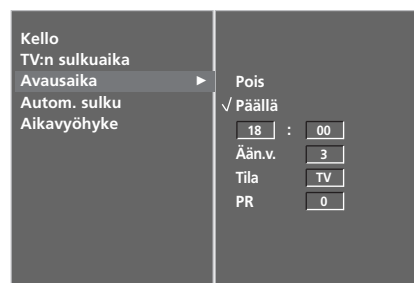 Kello
TV:n sulkuaika
Avausaika ►
Autom. sulku
Aikavyöhyke
Pois
√ Päällä
18 : 00
Ään.v. 3
Tila TV
PR 0